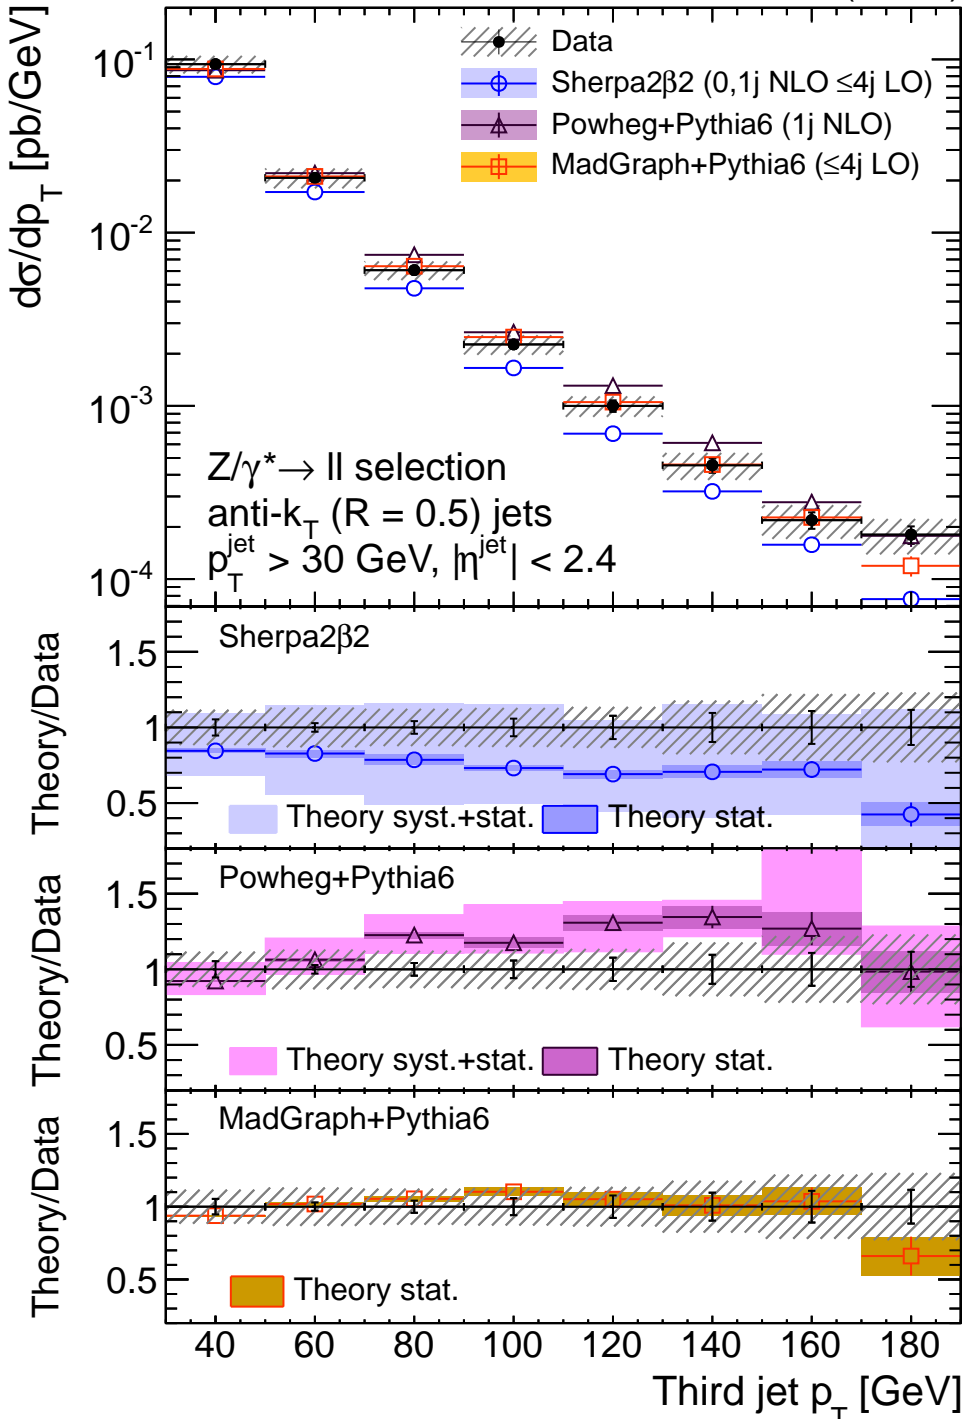 dσ/dp_T [pb/GeV]
10^-1
10^-2
10^-3
10^-4
Data
Sherpa2β2 (0,1j NLO ≤4j LO)
Powheg+Pythia6 (1j NLO)
MadGraph+Pythia6 (≤4j LO)
Z/γ*→ ll selection
anti-k_T (R = 0.5) jets
p_T^jet > 30 GeV, |η^jet| < 2.4
Theory/Data
1.5
1
0.5
Sherpa2β2
Theory syst.+stat.
Theory stat.
Theory/Data
1.5
1
0.5
Powheg+Pythia6
Theory syst.+stat.
Theory stat.
Theory/Data
1.5
1
0.5
MadGraph+Pythia6
Theory stat.
40 60 80 100 120 140 160 180
Third jet p_T [GeV]